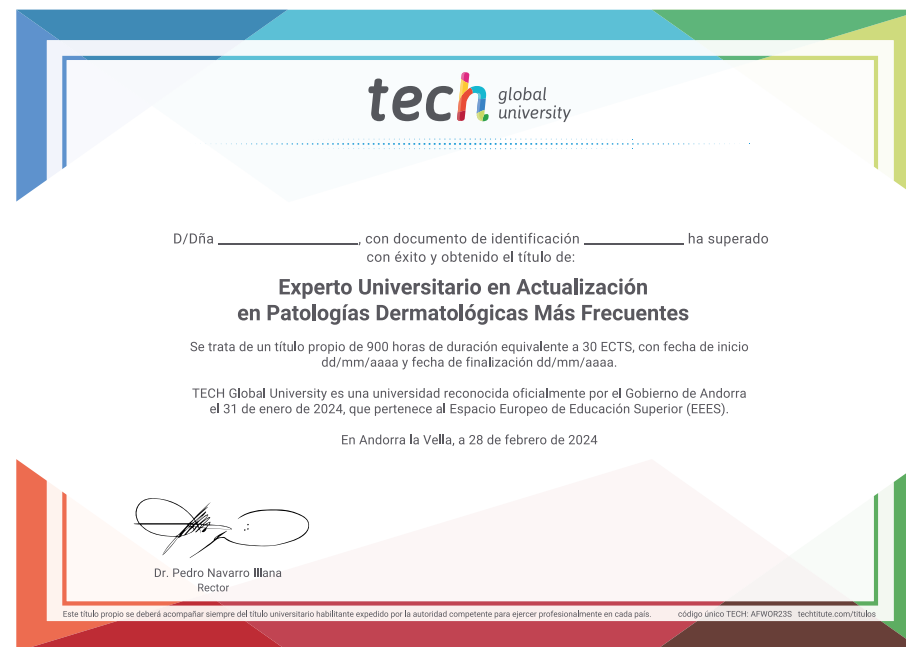 tech global university
D/Dña ____________________, con documento de identificación ______________ ha superado
con éxito y obtenido el título de:
Experto Universitario en Actualización
en Patologías Dermatológicas Más Frecuentes
Se trata de un título propio de 900 horas de duración equivalente a 30 ECTS, con fecha de inicio
dd/mm/aaaa y fecha de finalización dd/mm/aaaa.
TECH Global University es una universidad reconocida oficialmente por el Gobierno de Andorra
el 31 de enero de 2024, que pertenece al Espacio Europeo de Educación Superior (EEES).
En Andorra la Vella, a 28 de febrero de 2024
Dr. Pedro Navarro Illana
Rector
Este título propio se deberá acompañar siempre del título universitario habilitante expedido por la autoridad competente para ejercer profesionalmente en cada país. código único TECH: AFWOR23S techtitute.com/titulos